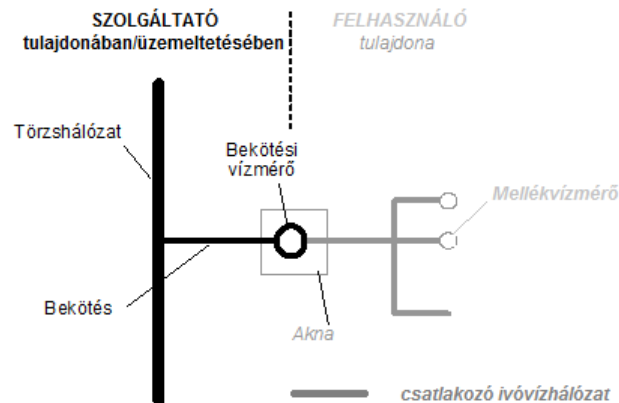 SZOLGÁLTATÓ
tulajdonában/üzemeltetésében
FELHASZNÁLÓ
tulajdona
Törzshálózat
Bekötési
vízmérő
Mellékvízmérő
Bekötés
Akna
csatlakozó ivóvízhálózat